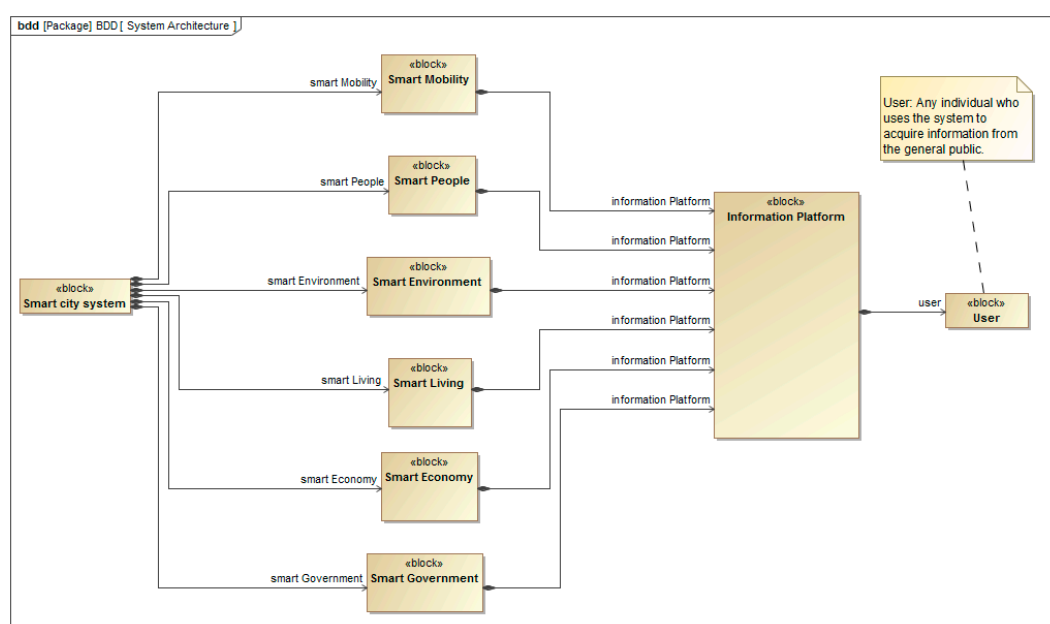 bdd [Package] BDD [ System Architecture ]
«block»
Smart Mobility
smart Mobility
«block»
Smart People
smart People
«block»
Smart Environment
smart Environment
«block»
Smart city system
«block»
Smart Living
smart Living
«block»
Smart Economy
smart Economy
«block»
Smart Government
smart Government
information Platform
information Platform
information Platform
information Platform
information Platform
information Platform
«block»
Information Platform
User: Any individual who
uses the system to
acquire information from
the general public.
user
«block»
User